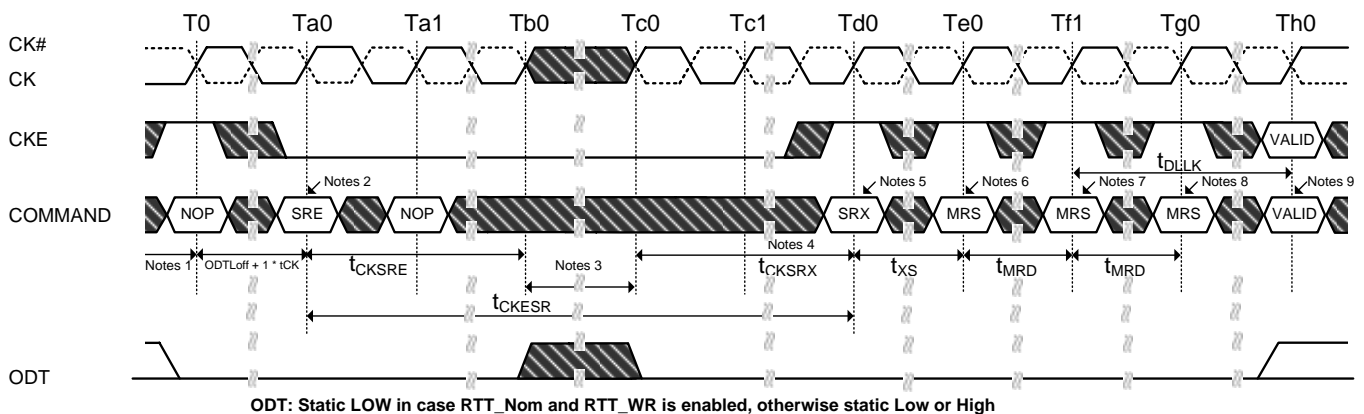 T0 Ta0 Ta1 Tb0 Tc0 Tc1 Td0 Te0 Tf1 Tg0 Th0
CK#
CK
CKE
VALID
tDLLK
Notes 2
Notes 5
Notes 6
Notes 7
Notes 8
Notes 9
COMMAND
NOP SRE NOP SRX MRS MRS MRS VALID
Notes 1
ODTLoff + 1 * tCK
tCKSRE
Notes 3
Notes 4
tCKSRX
tXS
tMRD
tMRD
tCKESR
ODT
ODT: Static LOW in case RTT_Nom and RTT_WR is enabled, otherwise static Low or High